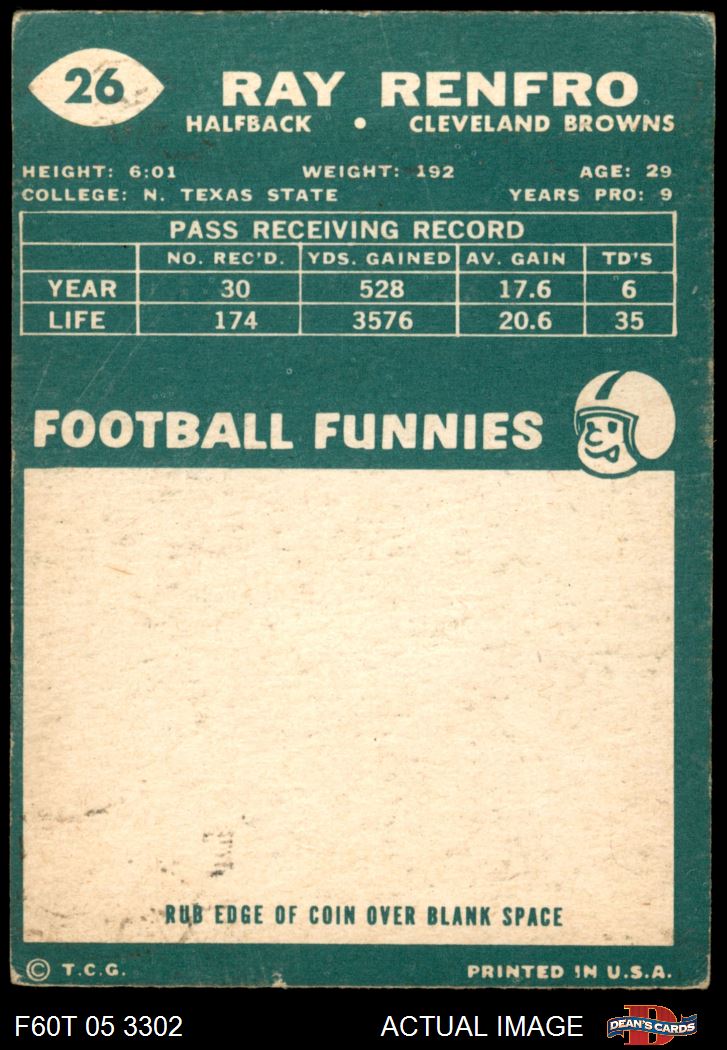 26
RAY RENFRO
HALFBACK • CLEVELAND BROWNS
HEIGHT: 6:01 WEIGHT: 192 AGE: 29
COLLEGE: N. TEXAS STATE YEARS PRO: 9
PASS RECEIVING RECORD
NO. REC'D. YDS. GAINED AV. GAIN TD'S
YEAR 30 528 17.6 6
LIFE 174 3576 20.6 35
FOOTBALL FUNNIES
RUB EDGE OF COIN OVER BLANK SPACE
© T.C.G. PRINTED IN U.S.A.
F60T 05 3302 ACTUAL IMAGE DEAN'S CARDS